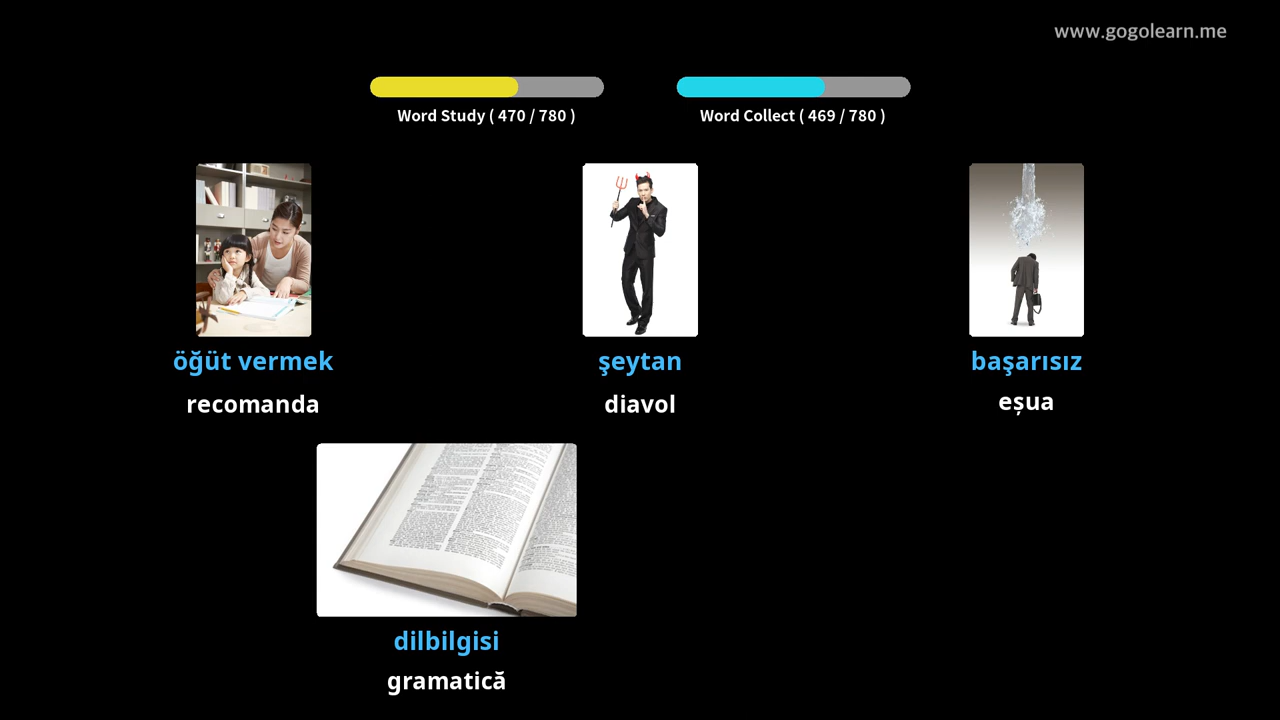 www.gogolearn.me
Word Study ( 470 / 780 )
Word Collect ( 469 / 780 )
öğüt vermek
recomanda
şeytan
diavol
başarısız
eșua
dilbilgisi
gramatică